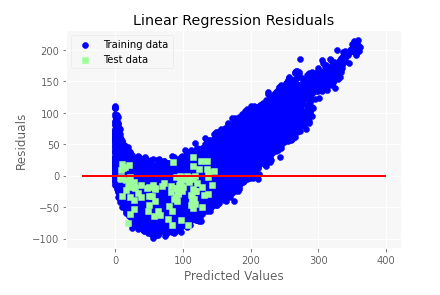 Linear Regression Residuals
Training data
Test data
Residuals
200
150
100
50
0
−50
−100
0
100
200
300
400
Predicted Values